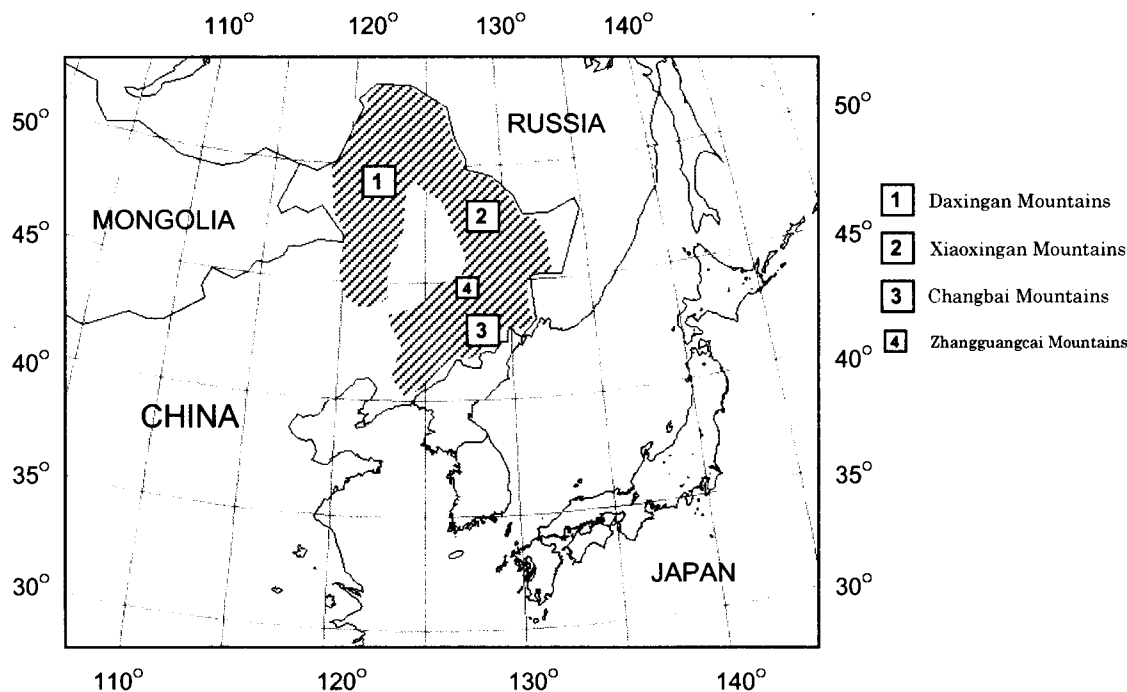 110° 120° 130° 140°
50° 50°
RUSSIA
1
1 Daxingan Mountains
MONGOLIA
2
45° 45°
2 Xiaoxingan Mountains
4
3 Changbai Mountains
3
4 Zhangguangcai Mountains
40° 40°
CHINA
35° 35°
JAPAN
30° 30°
110° 120° 130° 140°